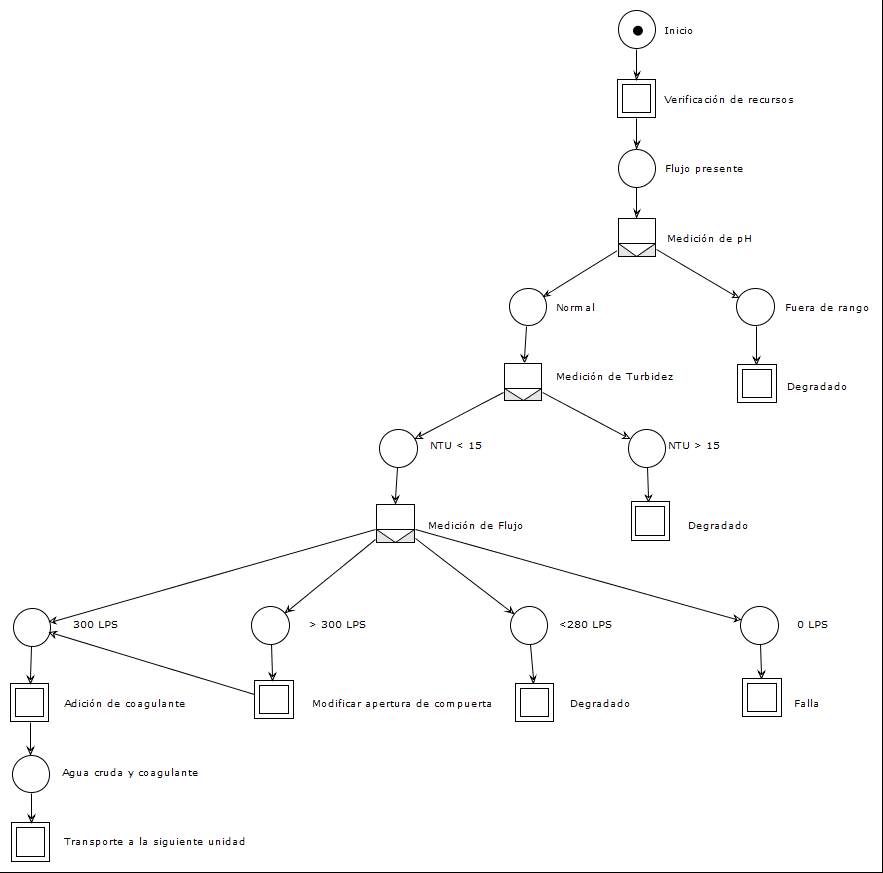 Inicio
Verificación de recursos
Flujo presente
Medición de pH
Normal
Fuera de rango
Medición de Turbidez
Degradado
NTU < 15
NTU > 15
Medición de Flujo
Degradado
300 LPS
> 300 LPS
<280 LPS
0 LPS
Adición de coagulante
Modificar apertura de compuerta
Degradado
Falla
Agua cruda y coagulante
Transporte a la siguiente unidad